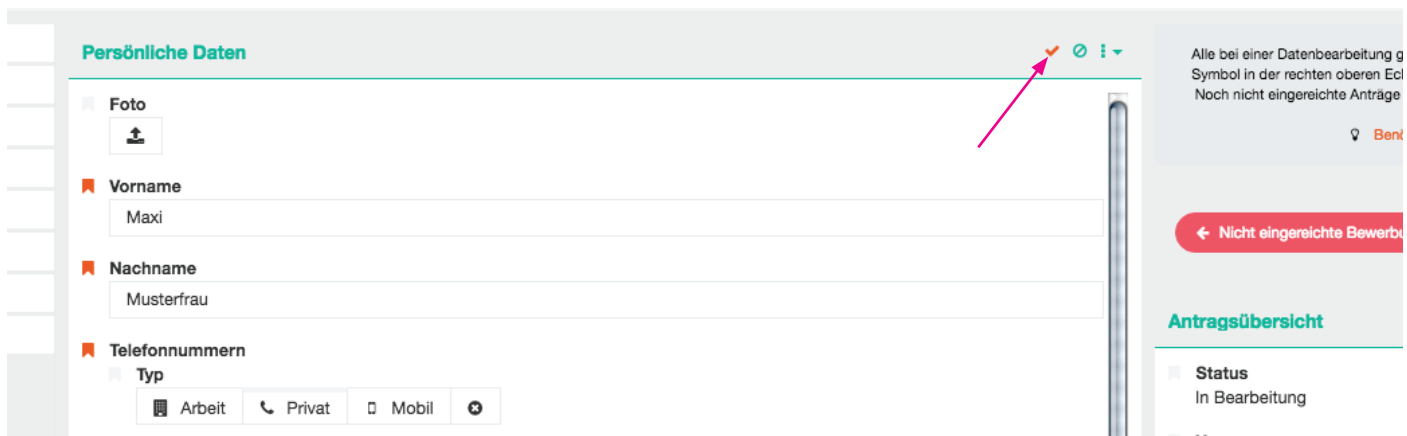 Persönliche Daten
Foto
Vorname
Maxi
Nachname
Musterfrau
Telefonnummern
Typ
Arbeit Privat Mobil
Alle bei einer Datenbearbeitung
Symbol in der rechten oberen
Noch nicht eingereichte Anträge
Nicht eingereichte
Antragsübersicht
Status
In Bearbeitung